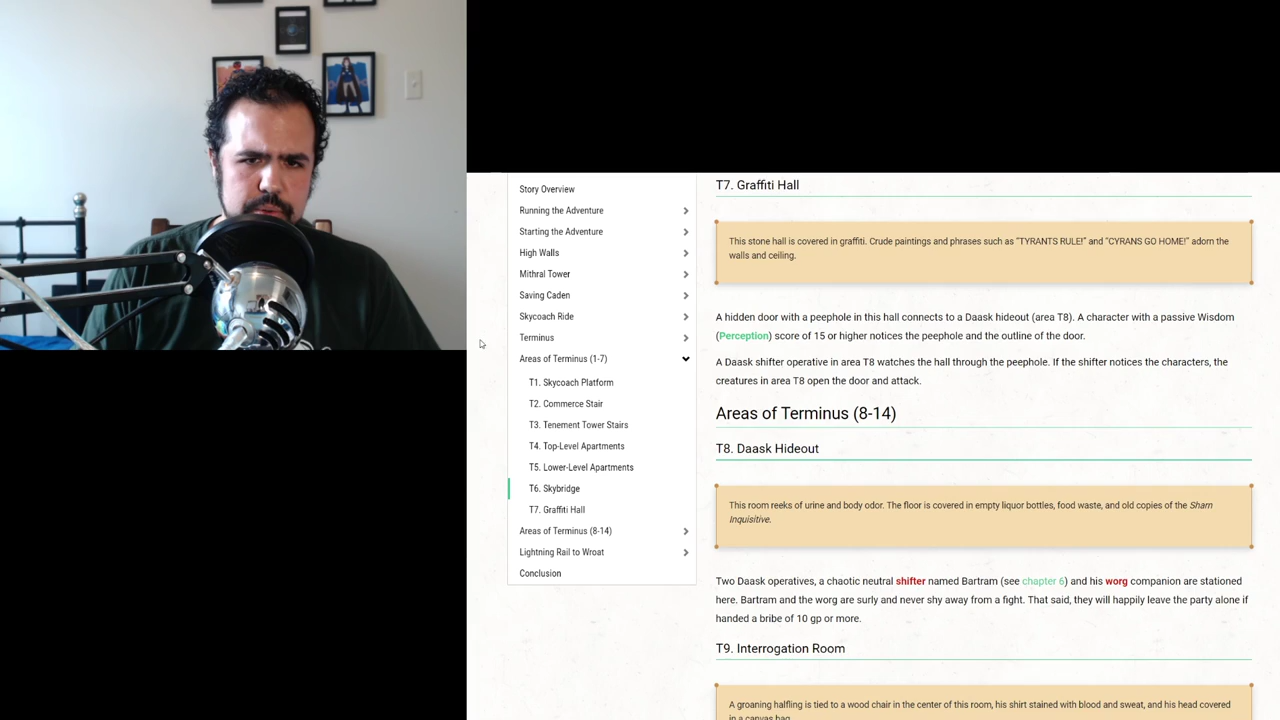 Story Overview
Running the Adventure
Starting the Adventure
High Walls
Mithral Tower
Saving Caden
Skycoach Ride
Terminus
Areas of Terminus (1-7)
T1. Skycoach Platform
T2. Commerce Stair
T3. Tenement Tower Stairs
T4. Top-Level Apartments
T5. Lower-Level Apartments
T6. Skybridge
T7. Graffiti Hall
Areas of Terminus (8-14)
Lightning Rail to Wroat
Conclusion
T7. Graffiti Hall
This stone hall is covered in graffiti. Crude paintings and phrases such as “TYRANTS RULE!” and “CYRANS GO HOME!” adorn the
walls and ceiling.
A hidden door with a peephole in this hall connects to a Daask hideout (area T8). A character with a passive Wisdom
(Perception) score of 15 or higher notices the peephole and the outline of the door.
A Daask shifter operative in area T8 watches the hall through the peephole. If the shifter notices the characters, the
creatures in area T8 open the door and attack.
Areas of Terminus (8-14)
T8. Daask Hideout
This room reeks of urine and body odor. The floor is covered in empty liquor bottles, food waste, and old copies of the Sharn
Inquisitive.
Two Daask operatives, a chaotic neutral shifter named Bartram (see chapter 6) and his worg companion are stationed
here. Bartram and the worg are surly and never shy away from a fight. That said, they will happily leave the party alone if
handed a bribe of 10 gp or more.
T9. Interrogation Room
A groaning halfling is tied to a wood chair in the center of this room, his shirt stained with blood and sweat, and his head covered
in a canvas bag.